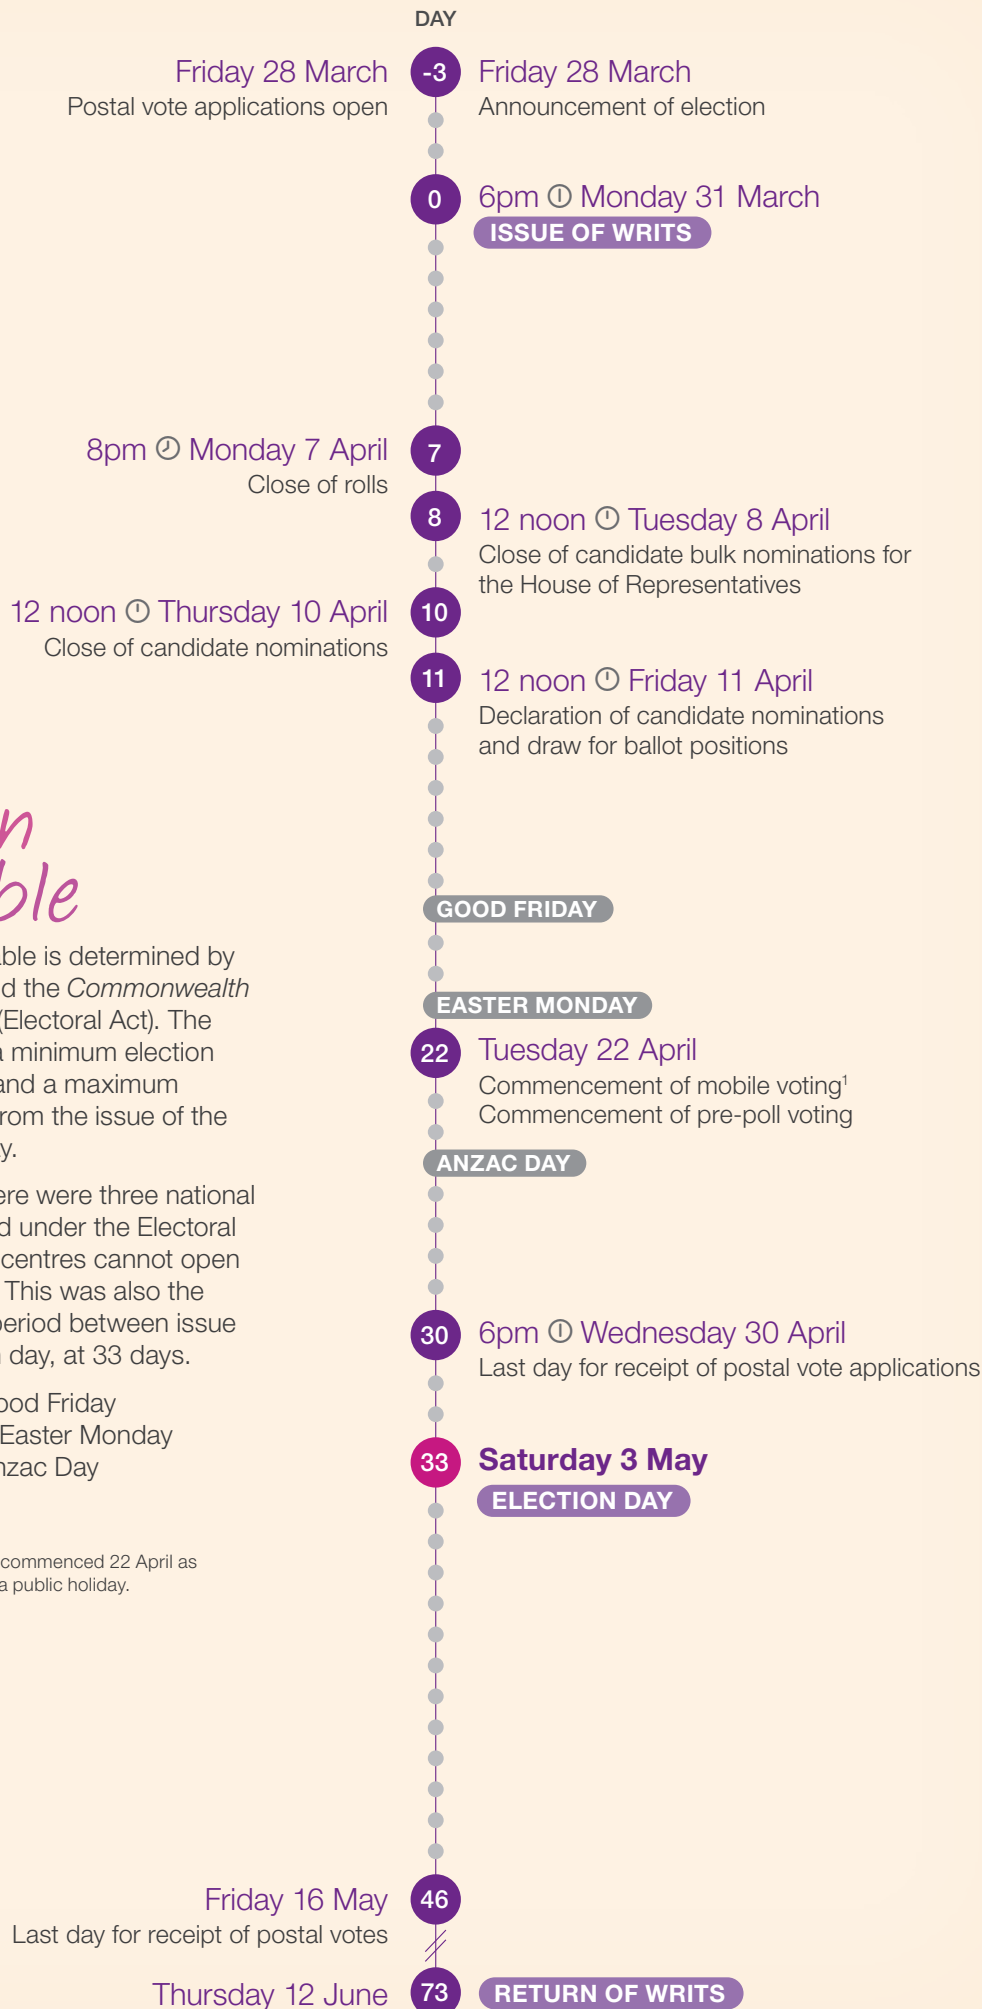 DAY
Friday 28 March
Postal vote applications open
-3
Friday 28 March
Announcement of election
0
6pm Monday 31 March
ISSUE OF WRITS
8pm Monday 7 April
Close of rolls
7
8
12 noon Tuesday 8 April
Close of candidate bulk nominations for
the House of Representatives
12 noon Thursday 10 April
Close of candidate nominations
10
11
12 noon Friday 11 April
Declaration of candidate nominations
and draw for ballot positions
GOOD FRIDAY
EASTER MONDAY
22
Tuesday 22 April
Commencement of mobile voting¹
Commencement of pre-poll voting
ANZAC DAY
30
6pm Wednesday 30 April
Last day for receipt of postal vote applications
33
Saturday 3 May
ELECTION DAY
is determined by
the Commonwealth
(Electoral Act). The
minimum election
and a maximum
from the issue of the
were three national
under the Electoral
centres cannot open
This was also the
period between issue
day, at 33 days.
Friday
Easter Monday
Day
commenced 22 April as
a public holiday.
Friday 16 May
Last day for receipt of postal votes
46
Thursday 12 June
73
RETURN OF WRITS